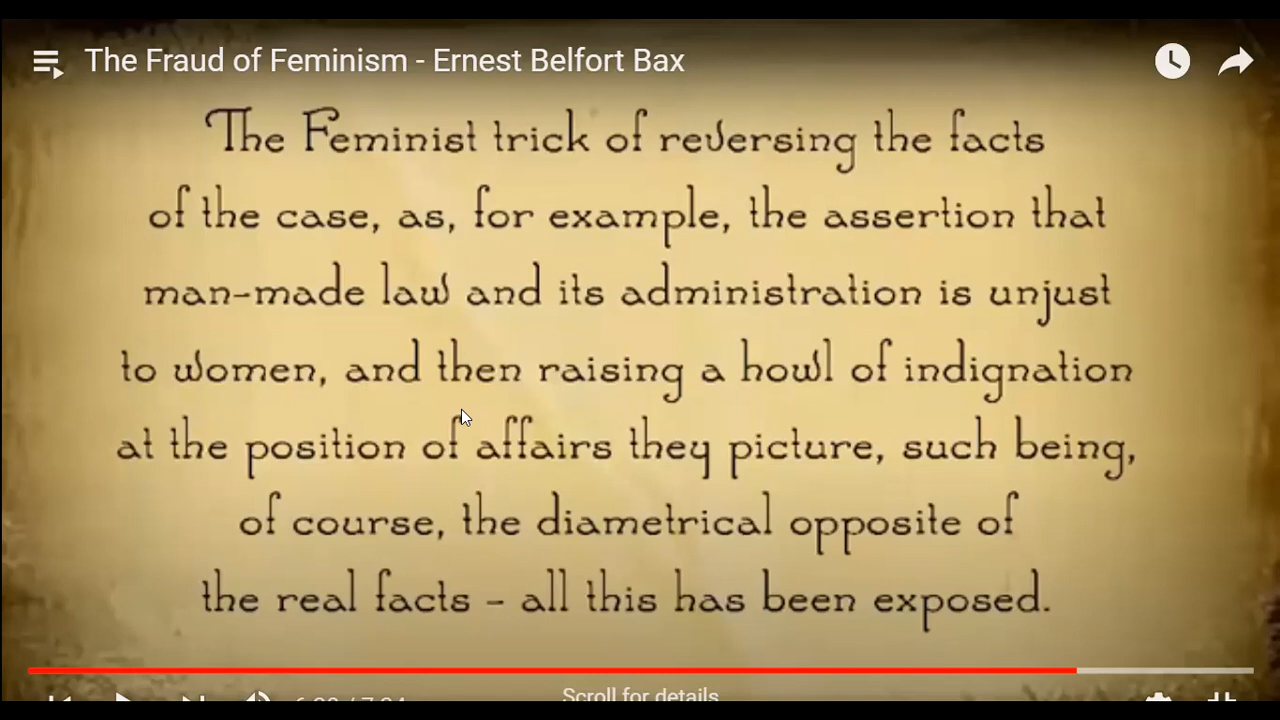 The Fraud of Feminism - Ernest Belfort Bax
The Feminist trick of reversing the facts
of the case, as, for example, the assertion that
man-made law and its administration is unjust
to women, and then raising a howl of indignation
at the position of affairs they picture, such being,
of course, the diametrical opposite of
the real facts - all this has been exposed.
Scroll for details